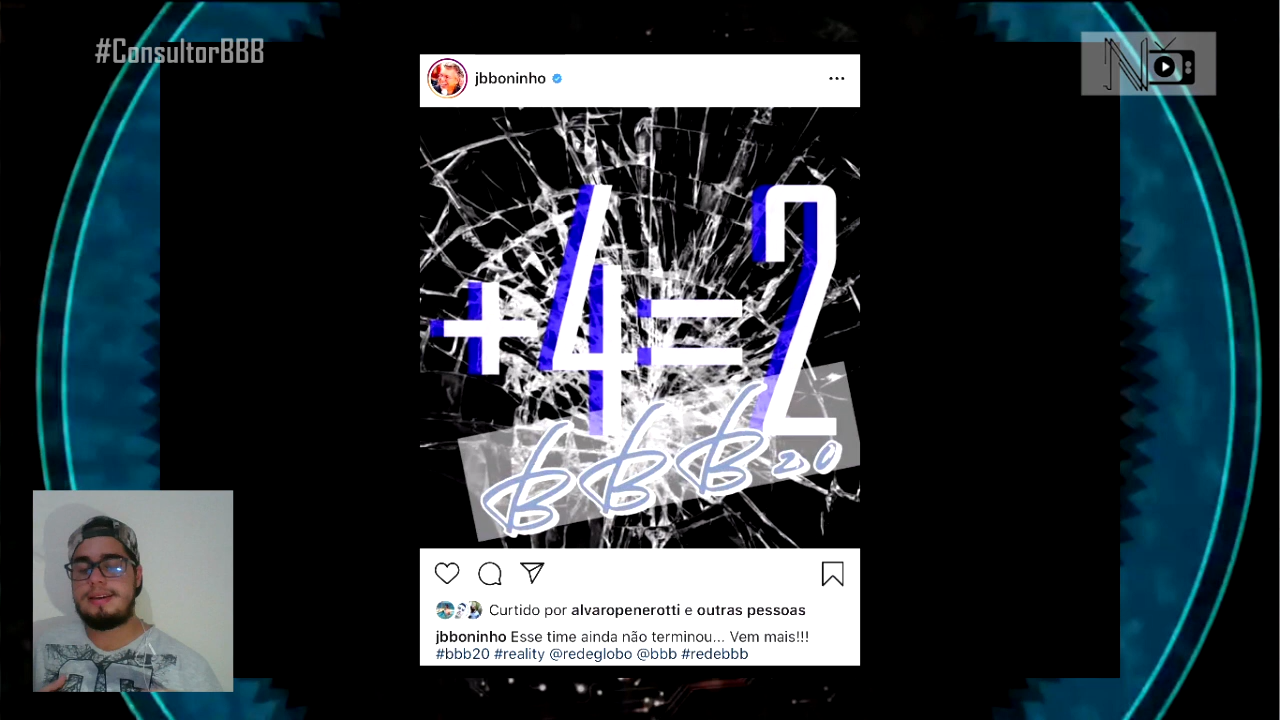 #ConsultorBBB
N
jbboninho
+4=2
BBB20
Curtido por alvaropenerotti e outras pessoas
jbboninho Esse time ainda não terminou... Vem mais!!!
#bbb20 #reality @redeglobo @bbb #redebbb